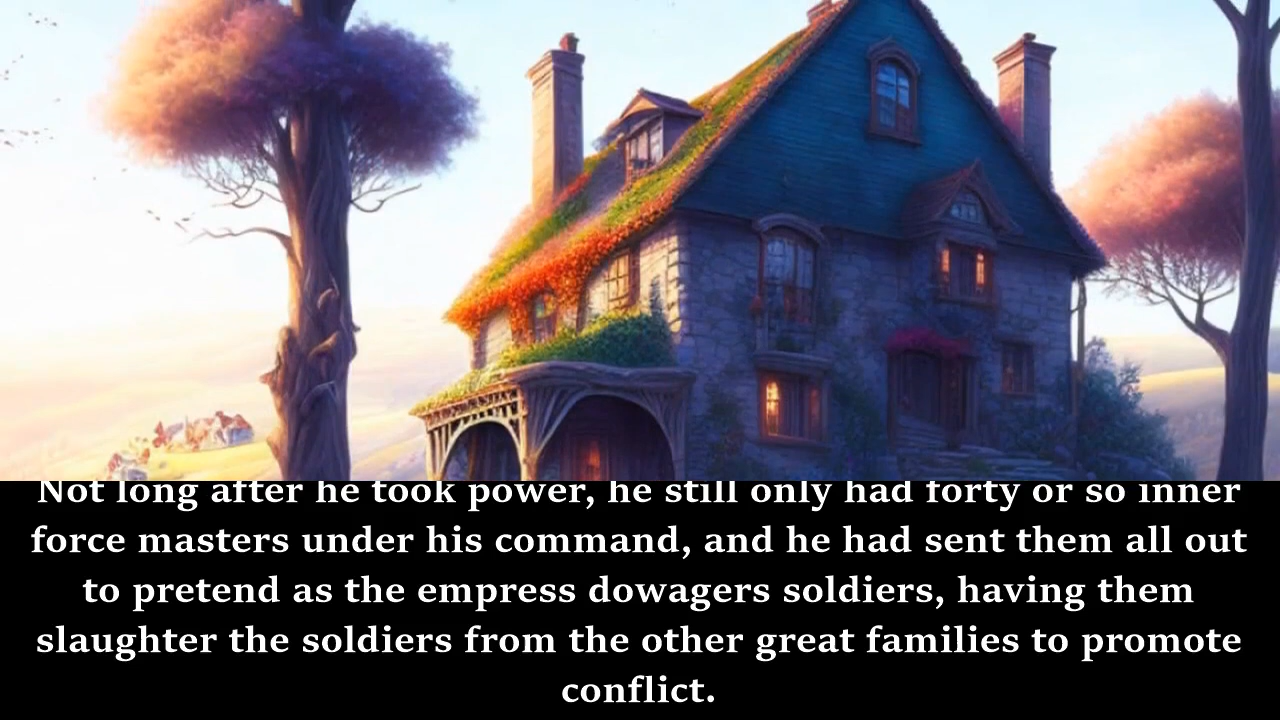 Not long after he took power, he still only had forty or so inner
force masters under his command, and he had sent them all out
to pretend as the empress dowagers soldiers, having them
slaughter the soldiers from the other great families to promote
conflict.